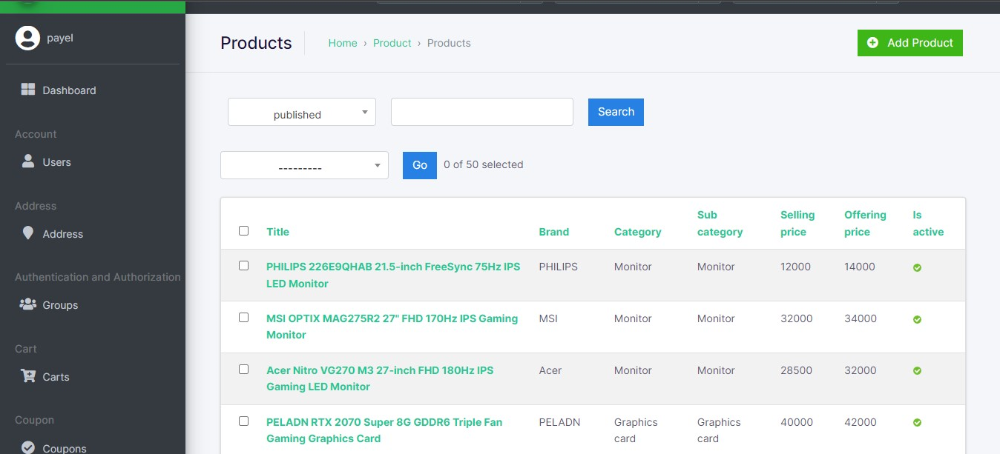 payel
Products
Home › Product › Products
Add Product
Dashboard
Account
Users
Address
Address
Authentication and Authorization
Groups
Cart
Carts
Coupon
Coupons
published
Search
---------
Go 0 of 50 selected
Title Brand Category Sub category Selling price Offering price Is active
PHILIPS 226E9QHAB 21.5-inch FreeSync 75Hz IPS PHILIPS Monitor Monitor 12000 14000
LED Monitor
MSI OPTIX MAG275R2 27" FHD 170Hz IPS Gaming MSI Monitor Monitor 32000 34000
Monitor
Acer Nitro VG270 M3 27-inch FHD 180Hz IPS Acer Monitor Monitor 28500 32000
Gaming LED Monitor
PELADN RTX 2070 Super 8G GDDR6 Triple Fan PELADN Graphics Graphics 40000 42000
Gaming Graphics Card card card